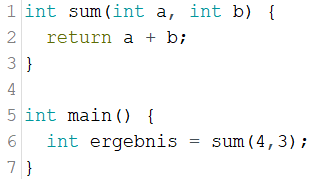 1 int sum(int a, int b) {
2   return a + b;
3 }
4
5 int main() {
6   int ergebnis = sum(4,3);
7 }